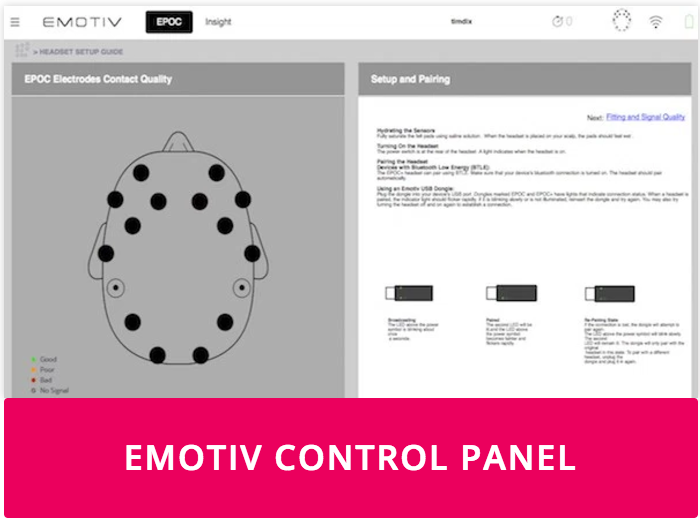 EMOTIV EPOC Insight timdix 0
> HEADSET SETUP GUIDE
EPOC Electrodes Contact Quality
Good
Poor
Bad
No Signal
Setup and Pairing
Next: Fitting and Signal Quality
Hydrating the Sensors
Fully saturate the felt pads using saline solution. When the headset is placed on your scalp, the pads should feel wet.
Turning On the Headset
The power switch is at the rear of the headset. A light indicates when the headset is on.
Pairing the Headset
Devices with Bluetooth Low Energy (BTLE):
The EPOC+ headset can pair using BTLE. Make sure that your device's bluetooth connection is turned on. The headset should pair
automatically.
Using an Emotiv USB Dongle:
Plug the dongle into your device's USB port. Dongles marked EPOC and EPOC+ have lights that indicate connection status. When a headset is
paired, the indicator light should flicker rapidly. If it is blinking slowly or is not illuminated, reinsert the dongle and try again. You may also try
turning the headset off and on again to establish a connection.
Broadcasting
The LED above the power
symbol is blinking about
once
a seconds.
Paired
The second LED will be
lit and the LED above
the power
symbol becomes
flickers rapidly
Re-Pairing State
If the connection is lost, the dongle will attempt to
pair again.
The LED above the power symbol will blink slowly.
The second
LED will remain lit. The dongle will only pair with the
original
headset in this state. To pair with a different
headset, unplug the
dongle and plug it in again.
EMOTIV CONTROL PANEL